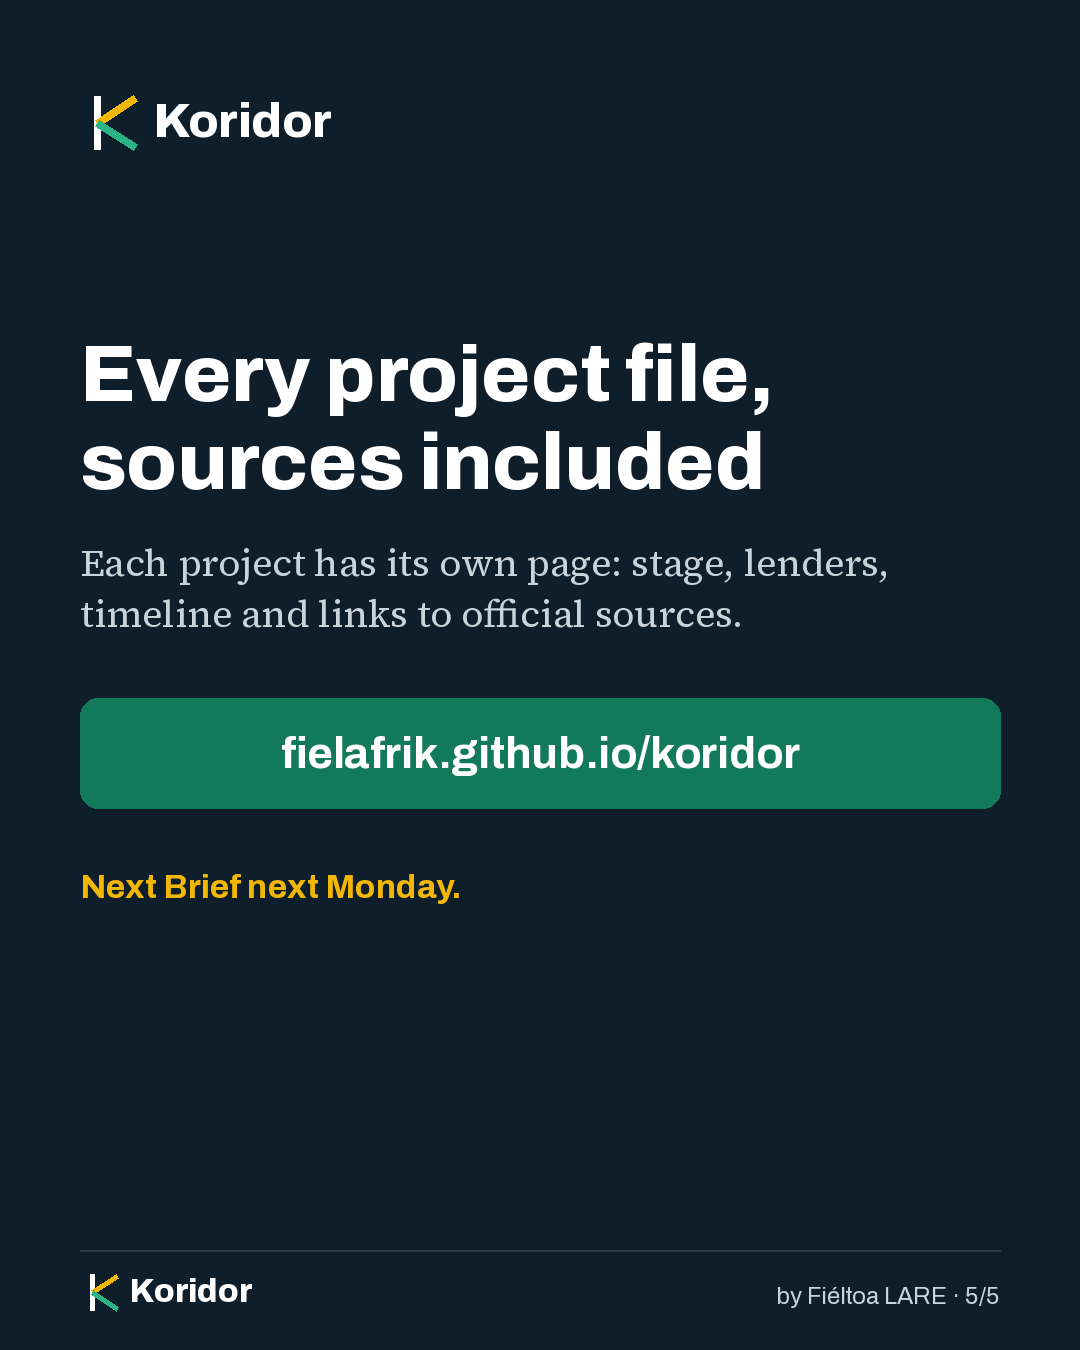 Koridor
Every project file,
sources included
Each project has its own page: stage, lenders,
timeline and links to official sources.
fielafrik.github.io/koridor
Next Brief next Monday.
Koridor
by Fiéltoa LARE · 5/5